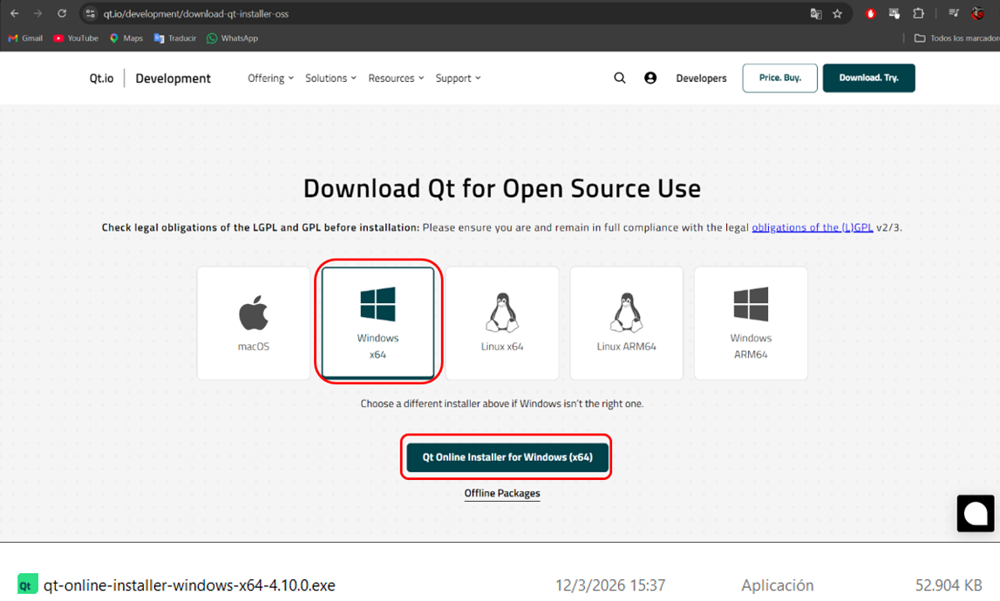 qt.io/development/download-qt-installer-oss
Gmail YouTube Maps Traducir WhatsApp Todos los marcador
Qt.io Development Offering Solutions Resources Support Developers Price. Buy. Download. Try.
Download Qt for Open Source Use
Check legal obligations of the LGPL and GPL before installation: Please ensure you are and remain in full compliance with the legal obligations of the (L)GPL v2/3.
macOS
Windows
x64
Linux x64
Linux ARM64
Windows
ARM64
Choose a different installer above if Windows isn't the right one.
Qt Online Installer for Windows (x64)
Offline Packages
Qt qt-online-installer-windows-x64-4.10.0.exe 12/3/2026 15:37 Aplicación 52.904 KB